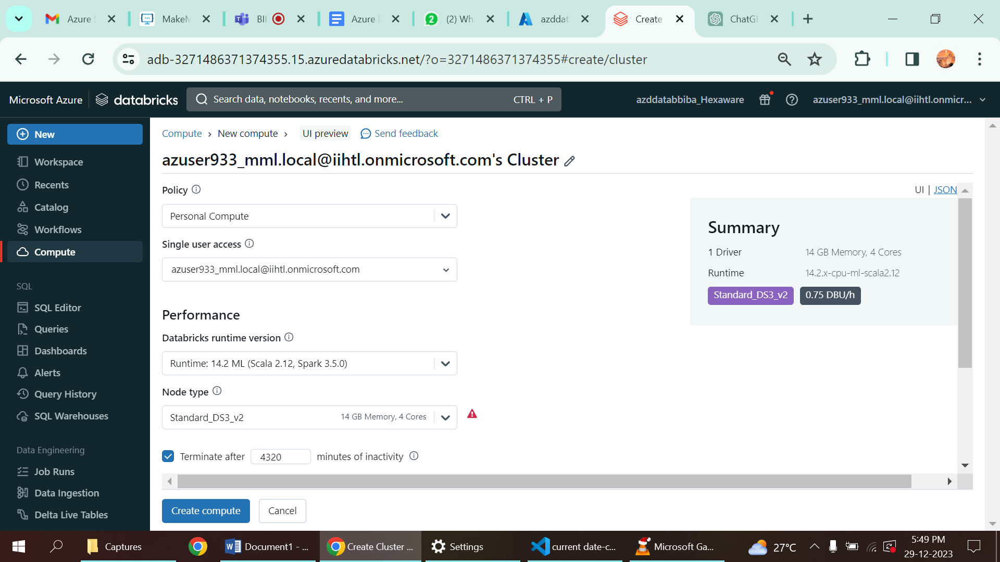 Azure S
MakeM
BIB
Azure D
(2) Wha
azddat
Create
ChatGP
adb-3271486371374355.15.azuredatabricks.net/?o=3271486371374355#create/cluster
Microsoft Azure
databricks
Search data, notebooks, recents, and more...
CTRL + P
azddatabbiba_Hexaware
azuser933_mml.local@iihtl.onmicr...
New
Workspace
Recents
Catalog
Workflows
Compute
SQL
SQL Editor
Queries
Dashboards
Alerts
Query History
SQL Warehouses
Data Engineering
Job Runs
Data Ingestion
Delta Live Tables
Compute › New compute › UI preview Send feedback
azuser933_mml.local@iihtl.onmicrosoft.com's Cluster
UI | JSON
Policy
Personal Compute
Single user access
azuser933_mml.local@iihtl.onmicrosoft.com
Performance
Databricks runtime version
Runtime: 14.2 ML (Scala 2.12, Spark 3.5.0)
Node type
Standard_DS3_v2 14 GB Memory, 4 Cores
Terminate after 4320 minutes of inactivity
Summary
1 Driver 14 GB Memory, 4 Cores
Runtime 14.2.x-cpu-ml-scala2.12
Standard_DS3_v2 0.75 DBU/h
Create compute
Cancel
Captures
Document1 - ...
Create Cluster ...
Settings
current date-c...
Microsoft Ga...
27°C
5:49 PM
29-12-2023